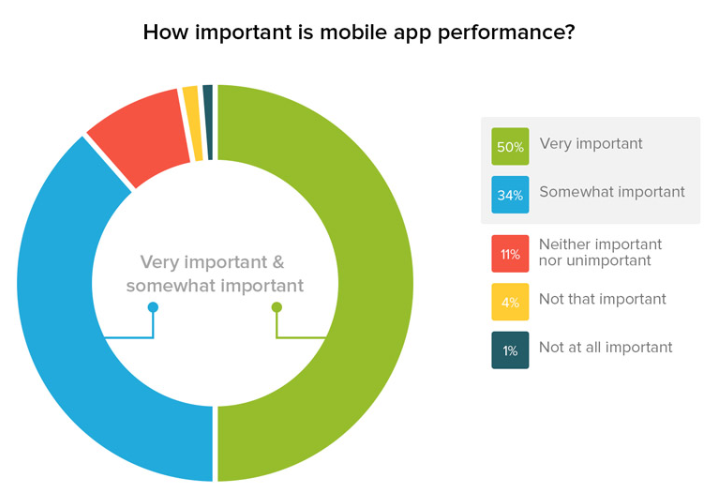 How important is mobile app performance?
Very important &
somewhat important
50% Very important
34% Somewhat important
11% Neither important
nor unimportant
4% Not that important
1% Not at all important